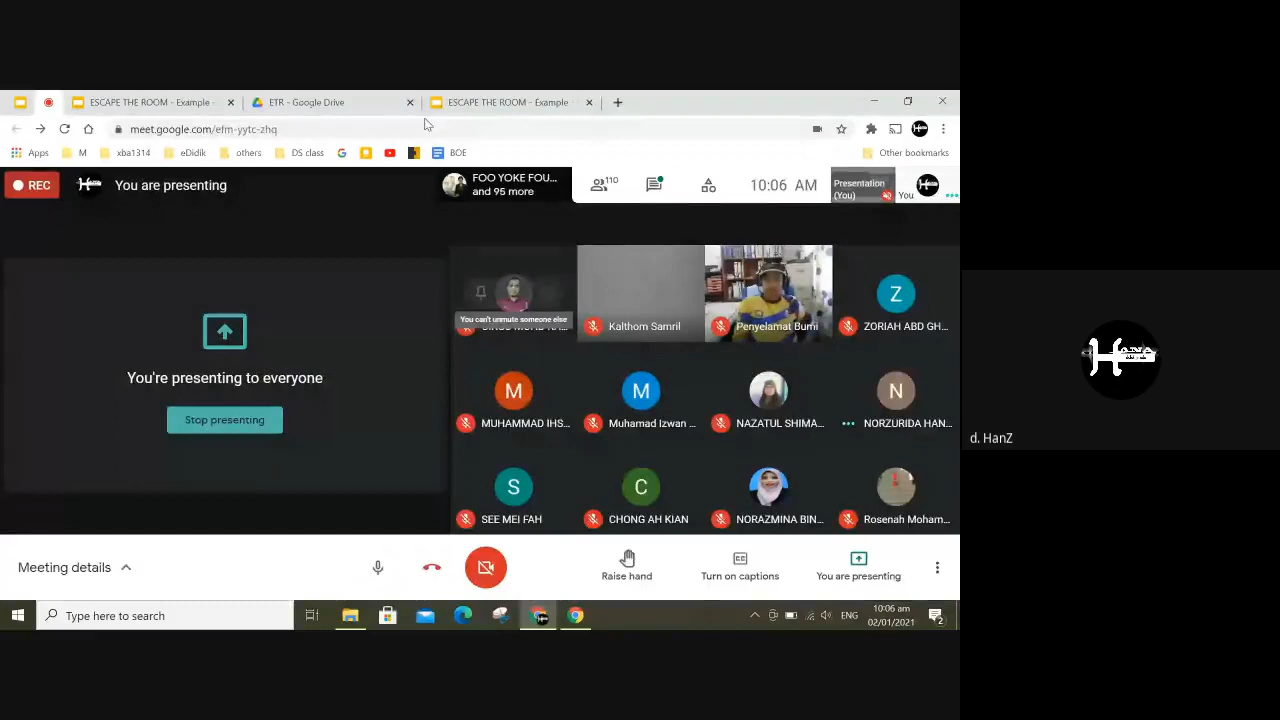 ESCAPE THE ROOM - Example -
ETR - Google Drive
ESCAPE THE ROOM - Example
meet.google.com/efm-yytc-zhq
Apps M xba1314 eDidik others DS class BOE Other bookmarks
REC
You are presenting
FOO YOKE FOU...
and 95 more
110
10:06 AM
Presentation
(You)
You
You can't unmute someone else
Kalthom Samril
Penyelamat Bumi
Z
ZORIAH ABD GH...
You're presenting to everyone
Stop presenting
M
MUHAMMAD IHS...
M
Muhamad Izwan ...
NAZATUL SHIMA...
N
NORZURIDA HAN...
S
SEE MEI FAH
C
CHONG AH KIAN
NORAZMINA BIN...
Rosenah Moham...
d. HanZ
Meeting details
Raise hand
Turn on captions
You are presenting
Type here to search
ENG
10:06 am
02/01/2021
2